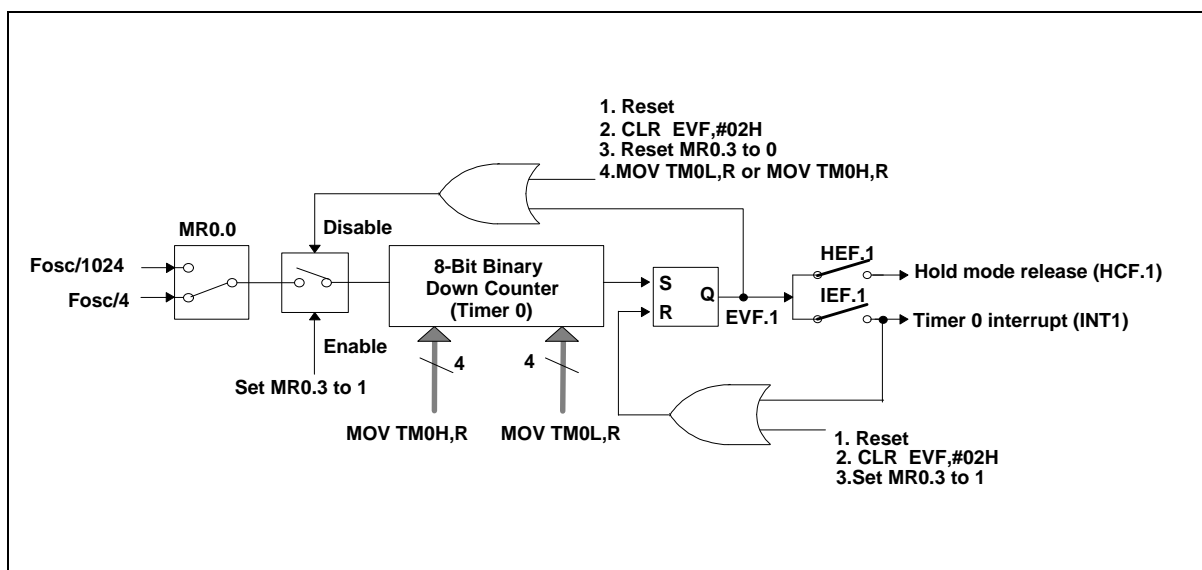 1. Reset
2. CLR EVF,#02H
3. Reset MR0.3 to 0
4.MOV TM0L,R or MOV TM0H,R
MR0.0
Disable
Fosc/1024
Fosc/4
8-Bit Binary
Down Counter
(Timer 0)
S
Q
R
EVF.1
HEF.1
Hold mode release (HCF.1)
IEF.1
Timer 0 interrupt (INT1)
Enable
Set MR0.3 to 1
4
4
MOV TM0H,R
MOV TM0L,R
1. Reset
2. CLR EVF,#02H
3.Set MR0.3 to 1